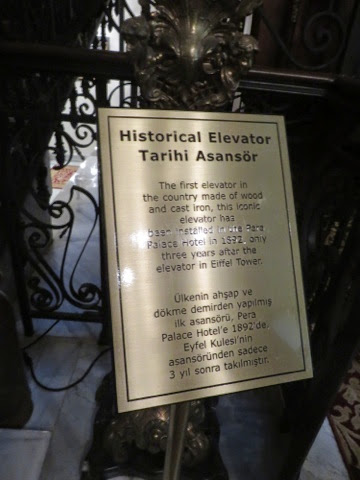 Historical Elevator
Tarihi Asansör
The first elevator in
the country made of wood
and cast iron, this iconic
elevator has
been installed in the Pera
Palace Hotel in 1892, only
three years after the
elevator in Eiffel Tower.
Ülkenin ahşap ve
dökme demirden yapılmış
ilk asansörü, Pera
Palace Hotel'e 1892'de,
Eyfel Kulesi'nin
asansöründen sadece
3 yıl sonra takılmıştır.